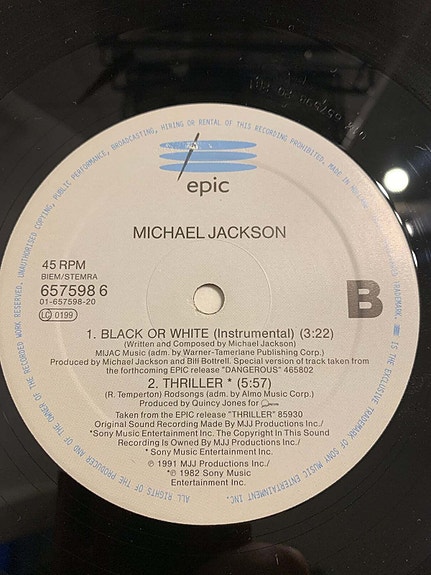 epic
MICHAEL JACKSON
45 RPM
BIEM/STEMRA
657598 6
01-657598-20
LC 0199
B
1. BLACK OR WHITE (Instrumental) (3:22)
(Written and Composed by Michael Jackson)
MIJAC Music (adm. by Warner-Tamerlane Publishing Corp.)
Produced by Michael Jackson and Bill Bottrell. Special version of track taken from
the forthcoming EPIC release "DANGEROUS" 465802
2. THRILLER * (5:57)
(R. Temperton) Rodsongs (adm. by Almo Music Corp.)
Produced by Quincy Jones for
Taken from the EPIC release "THRILLER" 85930
Original Sound Recording Made By MJJ Productions Inc./
*Sony Music Entertainment Inc. The Copyright In This Sound
Recording Is Owned By MJJ Productions Inc./
* Sony Music Entertainment Inc.
℗ 1991 MJJ Productions Inc./
*℗ 1982 Sony Music
Entertainment Inc.
ALL RIGHTS OF THE PRODUCER AND OF THE OWNER OF THE RECORDED WORK RESERVED. UNAUTHORISED COPYING, PUBLIC PERFORMANCE, BROADCASTING, HIRING OR RENTAL OF THIS RECORDING PROHIBITED. MADE IN
TRADEMARK. IS THE EXCLUSIVE TRADEMARK OF SONY MUSIC ENTERTAINMENT INC.